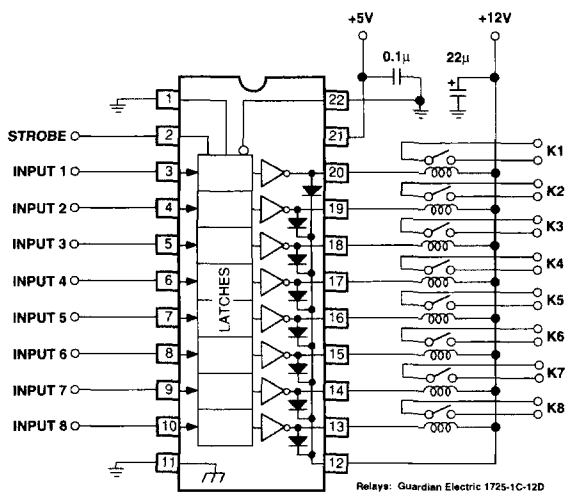 +5V
+12V
0.1µ
22µ
+
1
22
STROBE
2
21
INPUT 1
3
20
K1
INPUT 2
4
19
K2
INPUT 3
5
18
K3
INPUT 4
6
17
K4
INPUT 5
7
16
K5
INPUT 6
8
15
K6
INPUT 7
9
14
K7
INPUT 8
10
13
K8
11
12
LATCHES
Relays: Guardian Electric 1725-1C-12D